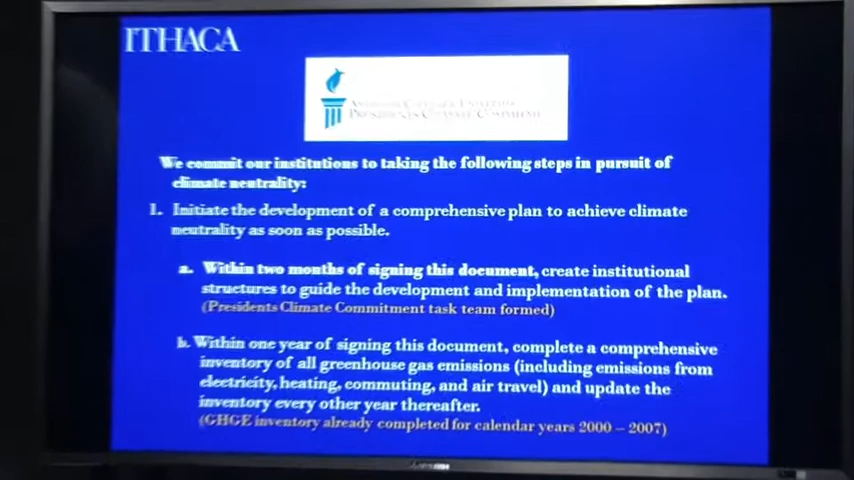 ITHACA
PRESIDENTS CLIMATE
We commit our institutions to taking the following steps in pursuit of
climate neutrality:
1. Initiate the development of a comprehensive plan to achieve climate
neutrality as soon as possible.
a. Within two months of signing this document, create institutional
structures to guide the development and implementation of the plan.
(Presidents Climate Commitment task team formed)
b. Within one year of signing this document, complete a comprehensive
inventory of all greenhouse gas emissions (including emissions from
electricity, heating, commuting, and air travel) and update the
inventory every other year thereafter.
(GHGE inventory already completed for calendar years 2000 – 2007)